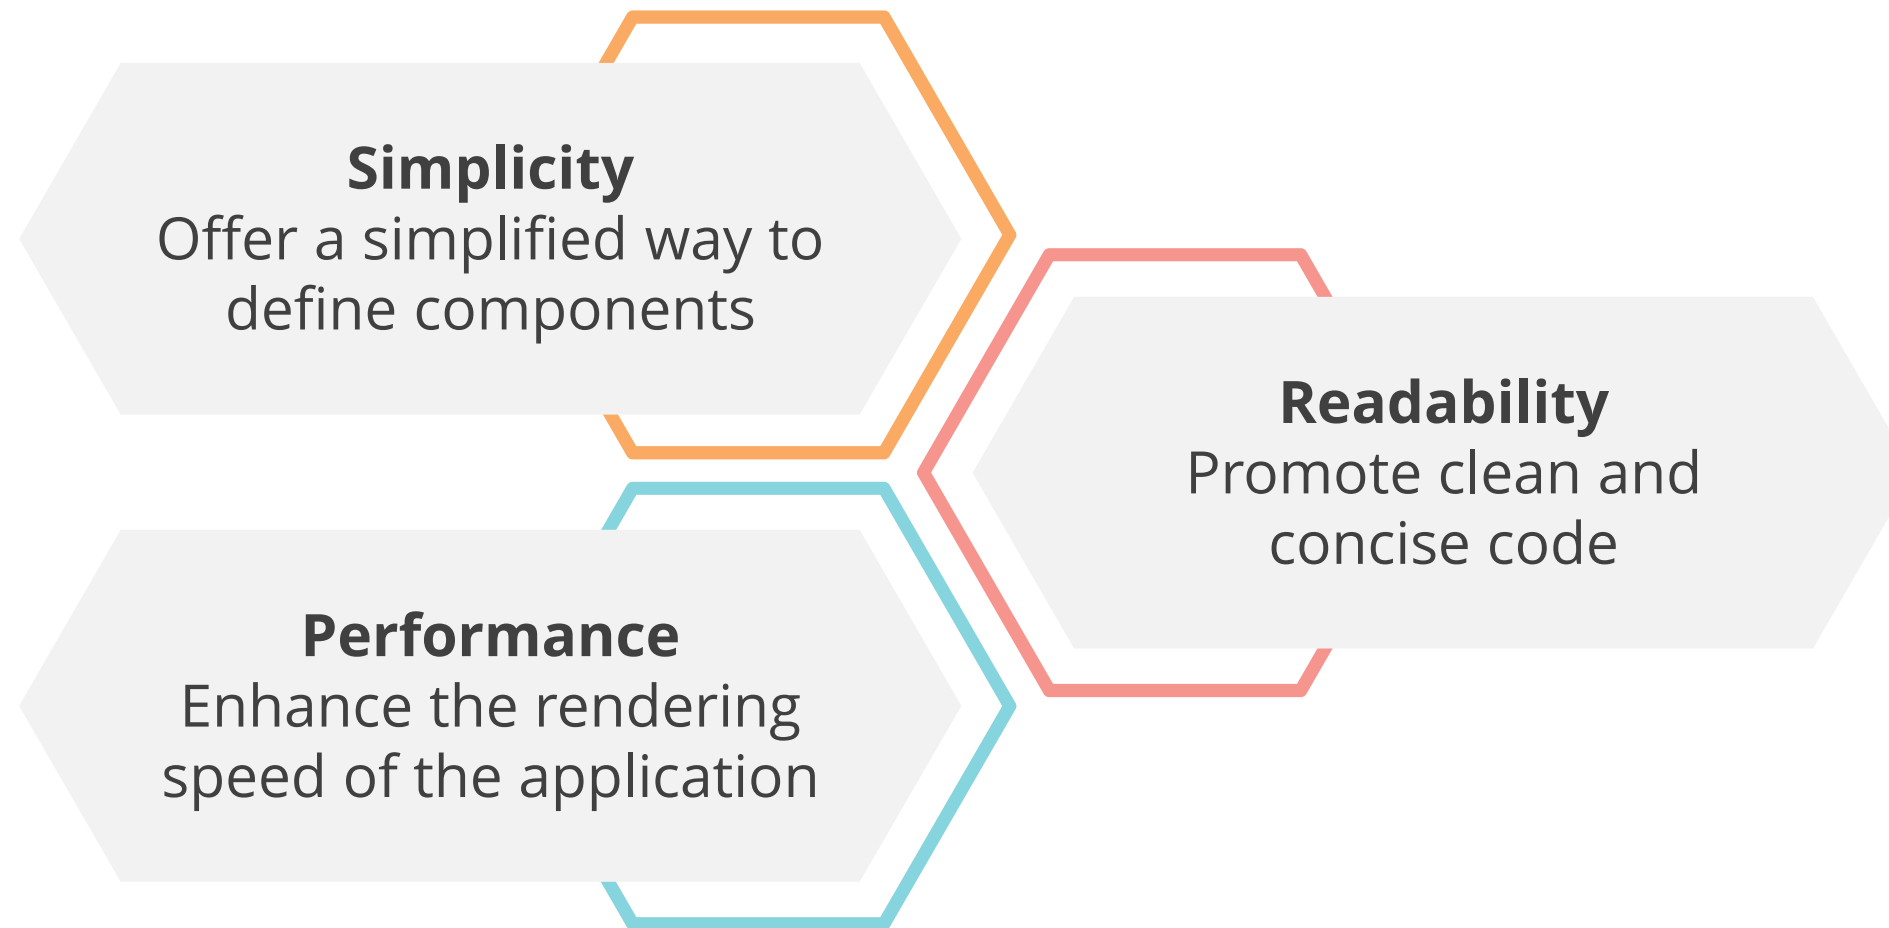 Simplicity
Offer a simplified way to
define components
Readability
Promote clean and
concise code
Performance
Enhance the rendering
speed of the application